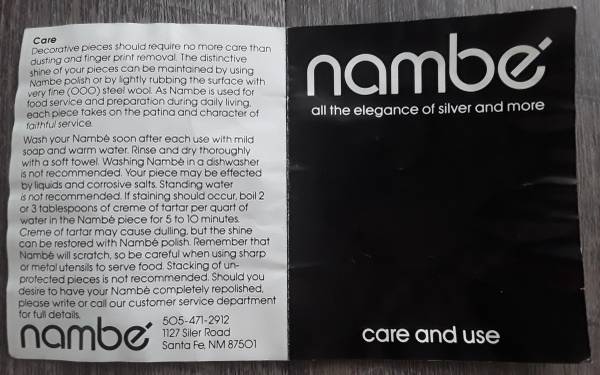 Care
Decorative pieces should require no more care than
dusting and finger print removal. The distinctive
shine of your pieces can be maintained by using
Nambe polish or by lightly rubbing the surface with
very fine (OOO) steel wool. As Nambe is used for
food service and preparation during daily living,
each piece takes on the patina and character of
faithful service.
Wash your Nambé soon after each use with mild
soap and warm water. Rinse and dry thoroughly
with a soft towel. Washing Nambé in a dishwasher
is not recommended. Your piece may be effected
by liquids and corrosive salts. Standing water
is not recommended. If staining should occur, boil 2
or 3 tablespoons of creme of tartar per quart of
water in the Nambé piece for 5 to 10 minutes.
Creme of tartar may cause dulling, but the shine
can be restored with Nambé polish. Remember that
Nambé will scratch, so be careful when using sharp
or metal utensils to serve food. Stacking of un-
protected pieces is not recommended. Should you
desire to have your Nambé completely repolished,
please write or call our customer service department
for full details.
nambé
505-471-2912
1127 Siler Road
Santa Fe, NM 87501
nambé
all the elegance of silver and more
care and use